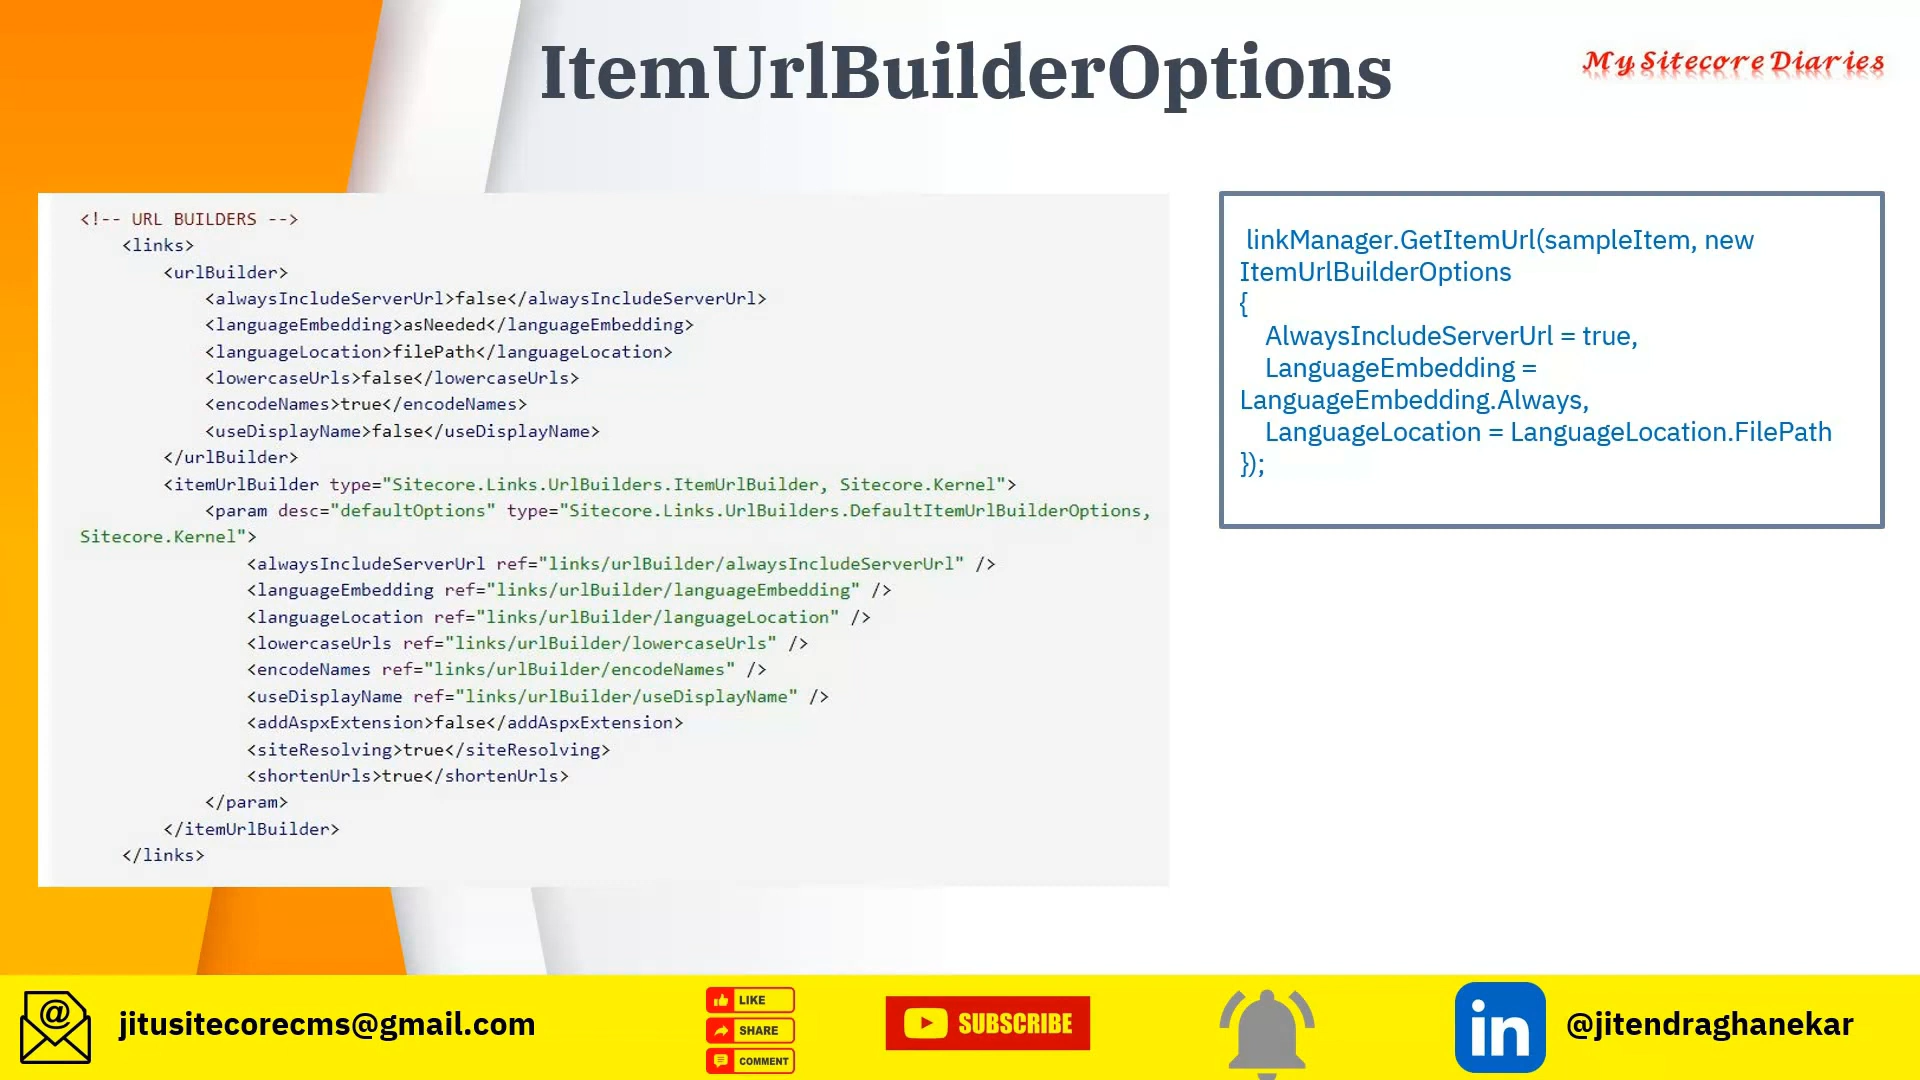 ItemUrlBuilderOptions
My Sitecore Diaries
<!-- URL BUILDERS -->
<links>
<urlBuilder>
<alwaysIncludeServerUrl>false</alwaysIncludeServerUrl>
<languageEmbedding>asNeeded</languageEmbedding>
<languageLocation>filePath</languageLocation>
<lowercaseUrls>false</lowercaseUrls>
<encodeNames>true</encodeNames>
<useDisplayName>false</useDisplayName>
</urlBuilder>
<itemUrlBuilder type="Sitecore.Links.UrlBuilders.ItemUrlBuilder, Sitecore.Kernel">
<param desc="defaultOptions" type="Sitecore.Links.UrlBuilders.DefaultItemUrlBuilderOptions,
Sitecore.Kernel">
<alwaysIncludeServerUrl ref="links/urlBuilder/alwaysIncludeServerUrl" />
<languageEmbedding ref="links/urlBuilder/languageEmbedding" />
<languageLocation ref="links/urlBuilder/languageLocation" />
<lowercaseUrls ref="links/urlBuilder/lowercaseUrls" />
<encodeNames ref="links/urlBuilder/encodeNames" />
<useDisplayName ref="links/urlBuilder/useDisplayName" />
<addAspxExtension>false</addAspxExtension>
<siteResolving>true</siteResolving>
<shortenUrls>true</shortenUrls>
</param>
</itemUrlBuilder>
</links>
linkManager.GetItemUrl(sampleItem, new
ItemUrlBuilderOptions
{
AlwaysIncludeServerUrl = true,
LanguageEmbedding =
LanguageEmbedding.Always,
LanguageLocation = LanguageLocation.FilePath
});
jitusitecorecms@gmail.com
LIKE
SHARE
COMMENT
SUBSCRIBE
in
@jitendraghanekar